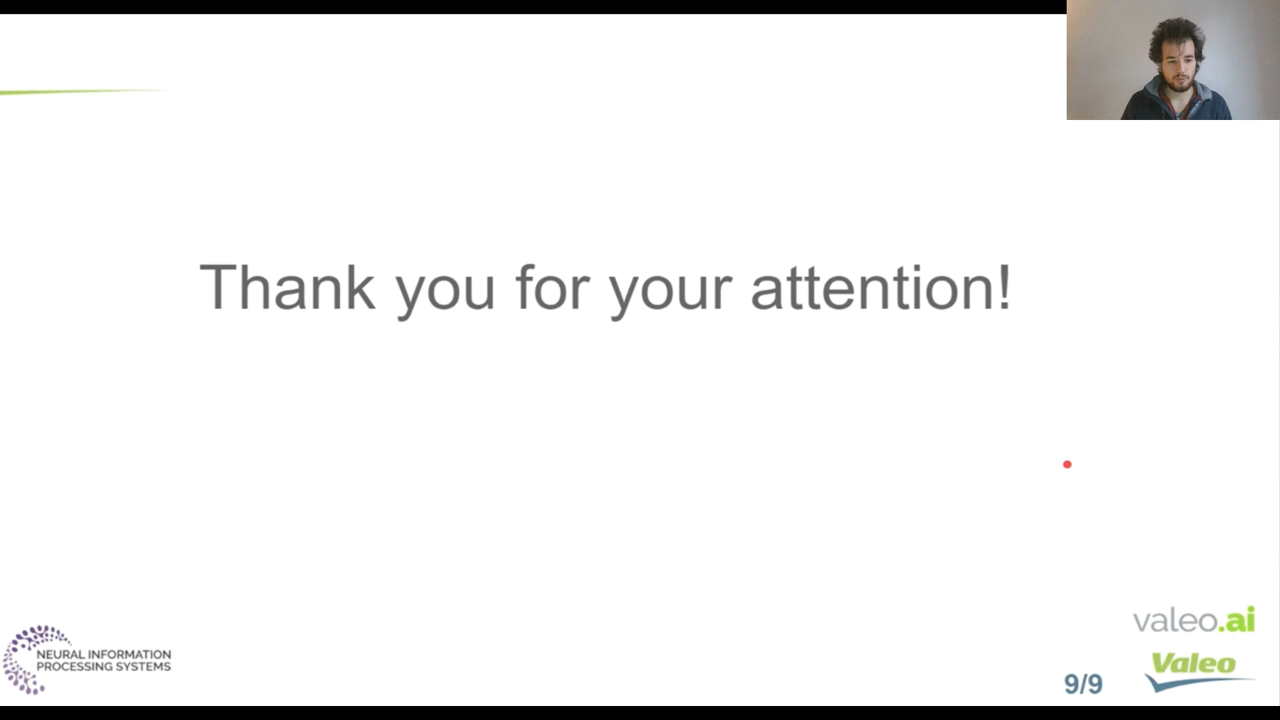 Thank you for your attention!
NEURAL INFORMATION
PROCESSING SYSTEMS
9/9
valeo.ai
Valeo